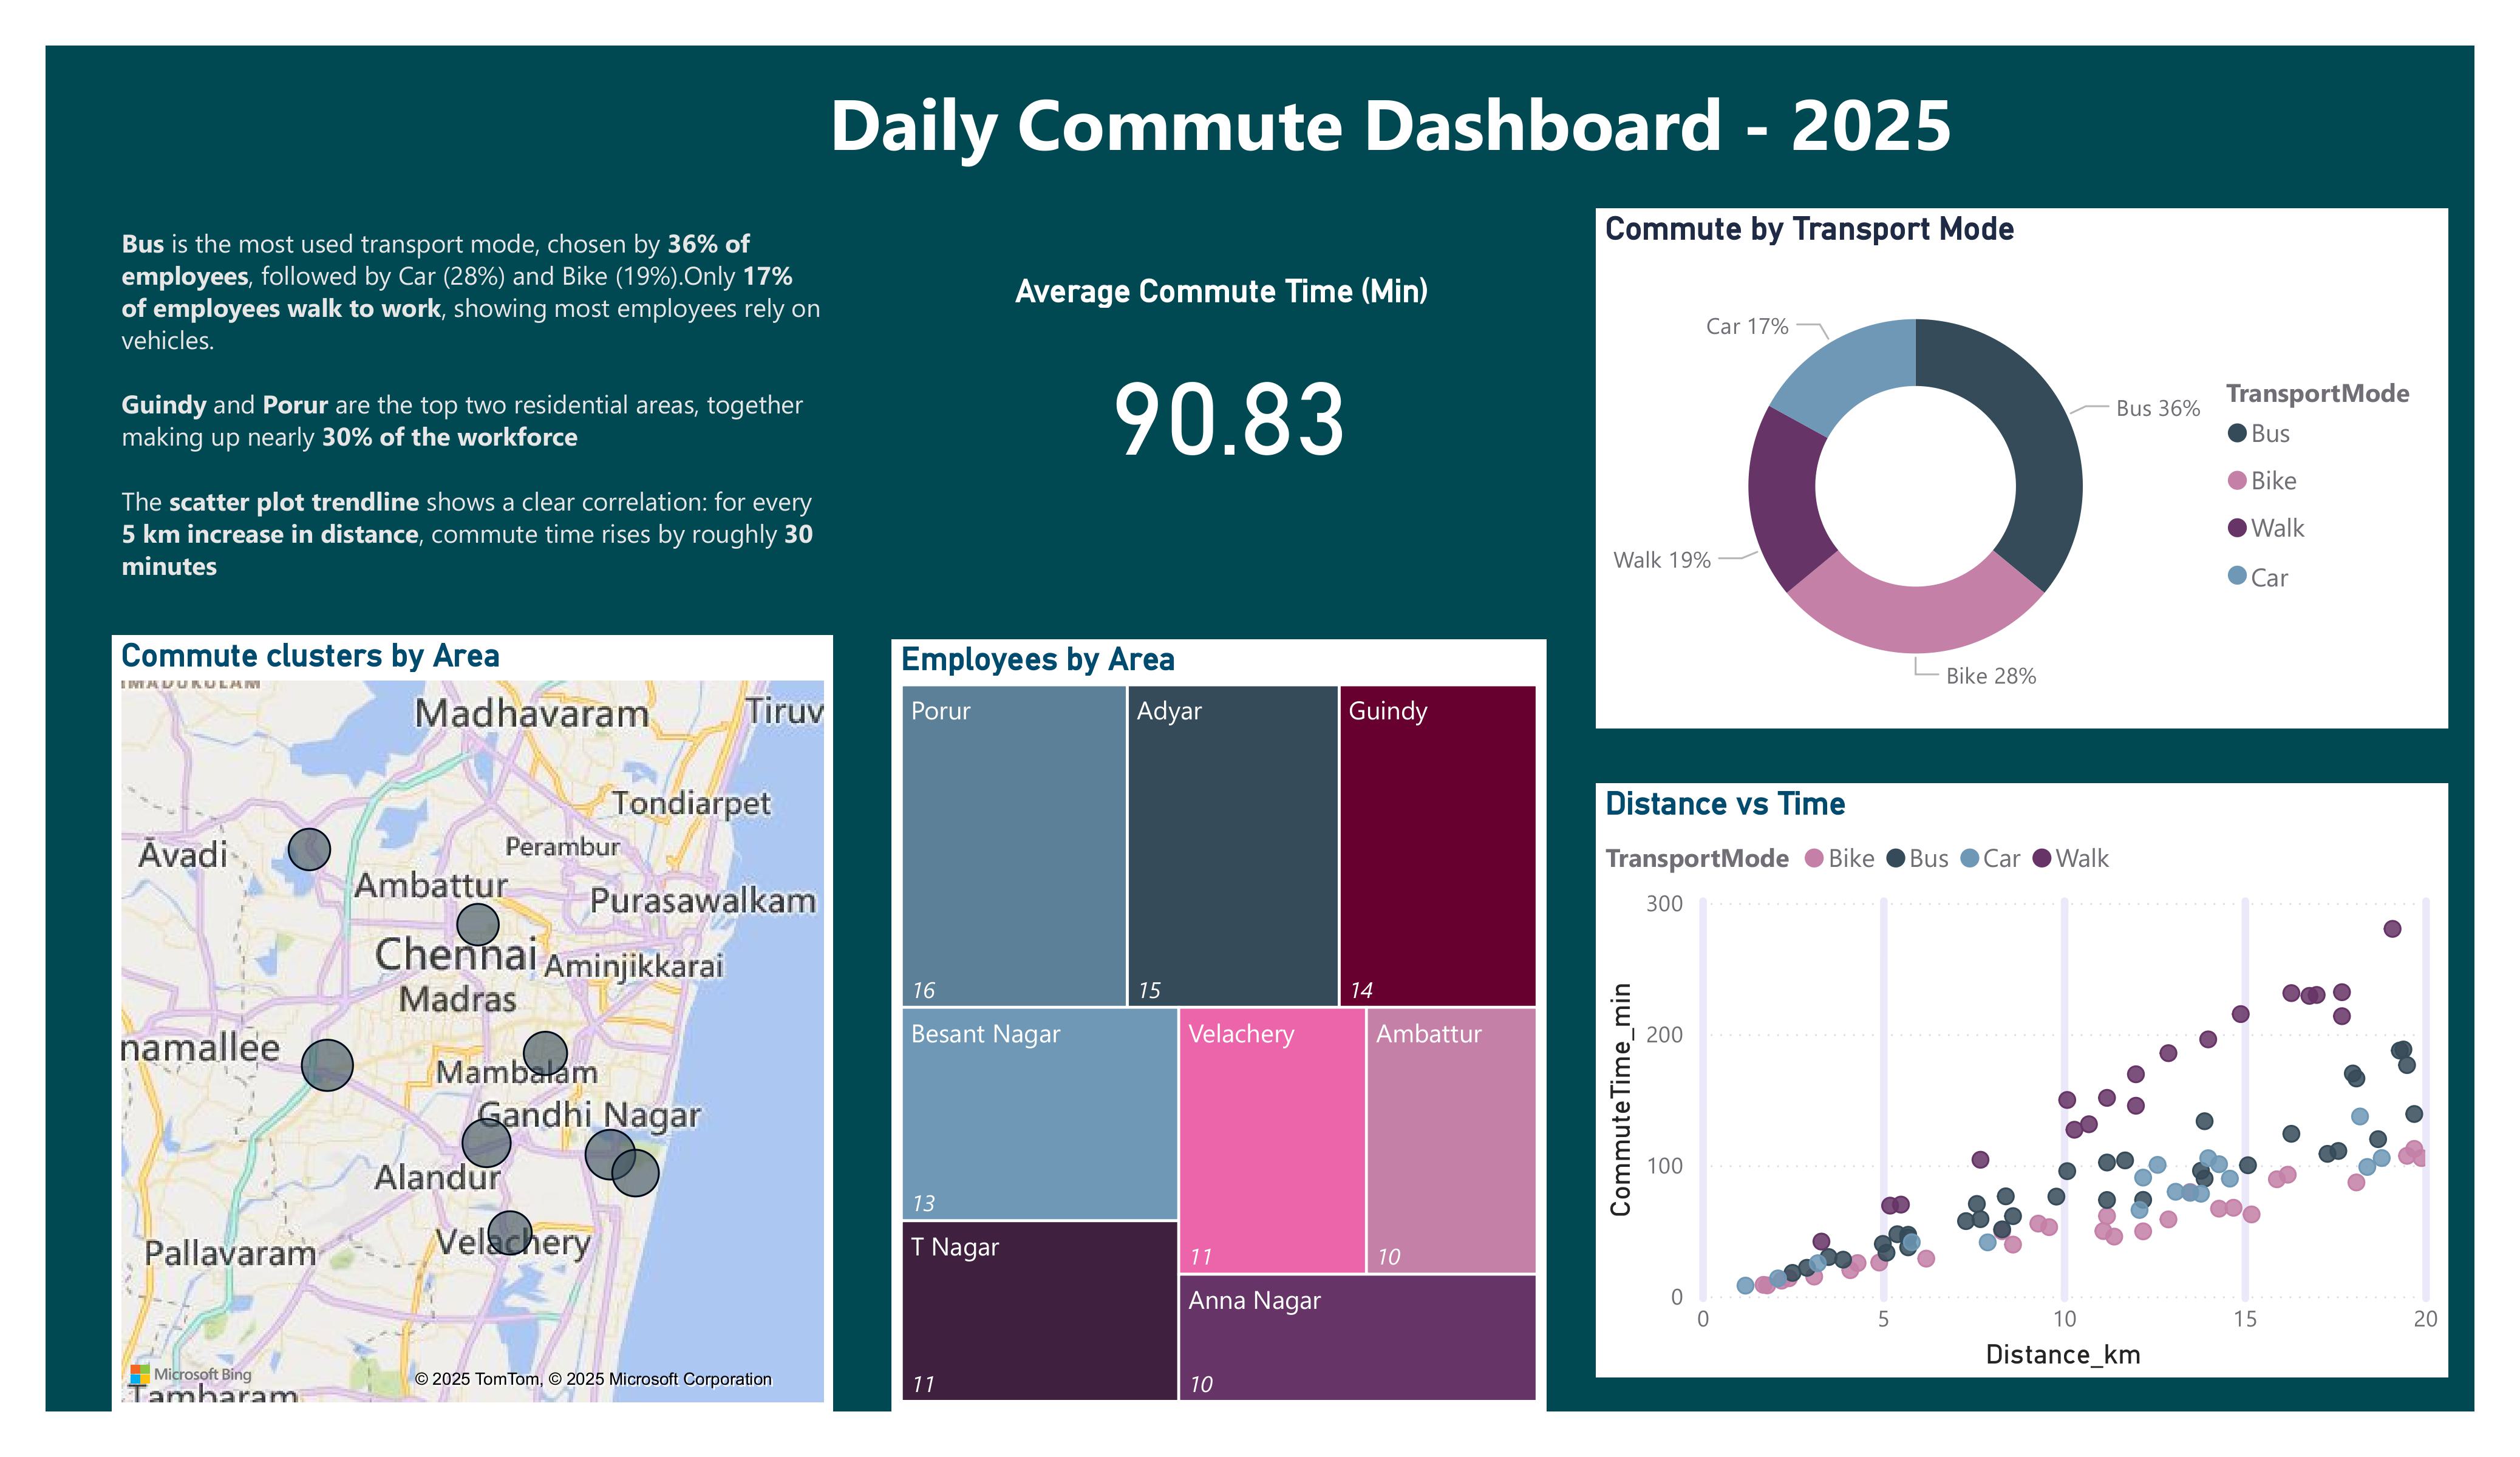 Daily Commute Dashboard - 2025
Bus is the most used transport mode, chosen by 36% of
employees, followed by Car (28%) and Bike (19%).Only 17%
of employees walk to work, showing most employees rely on
vehicles.
Guindy and Porur are the top two residential areas, together
making up nearly 30% of the workforce
The scatter plot trendline shows a clear correlation: for every
5 km increase in distance, commute time rises by roughly 30
minutes
Average Commute Time (Min)
90.83
Commute by Transport Mode
Car 17%
Bus 36%
Walk 19%
Bike 28%
TransportMode
Bus
Bike
Walk
Car
Commute clusters by Area
Madhavaram
Tiruv
Tondiarpet
Avadi
Perambur
Ambattur
Purasawalkam
Chennai
Aminjikkarai
Madras
namallee
Mambalam
Gandhi Nagar
Alandur
Velachery
Pallavaram
Microsoft Bing
© 2025 TomTom, © 2025 Microsoft Corporation
Tambaram
Employees by Area
Porur
16
Adyar
15
Guindy
14
Besant Nagar
13
Velachery
11
Ambattur
10
T Nagar
11
Anna Nagar
10
Distance vs Time
TransportMode Bike Bus Car Walk
CommuteTime_min
300
200
100
0
0 5 10 15 20
Distance_km